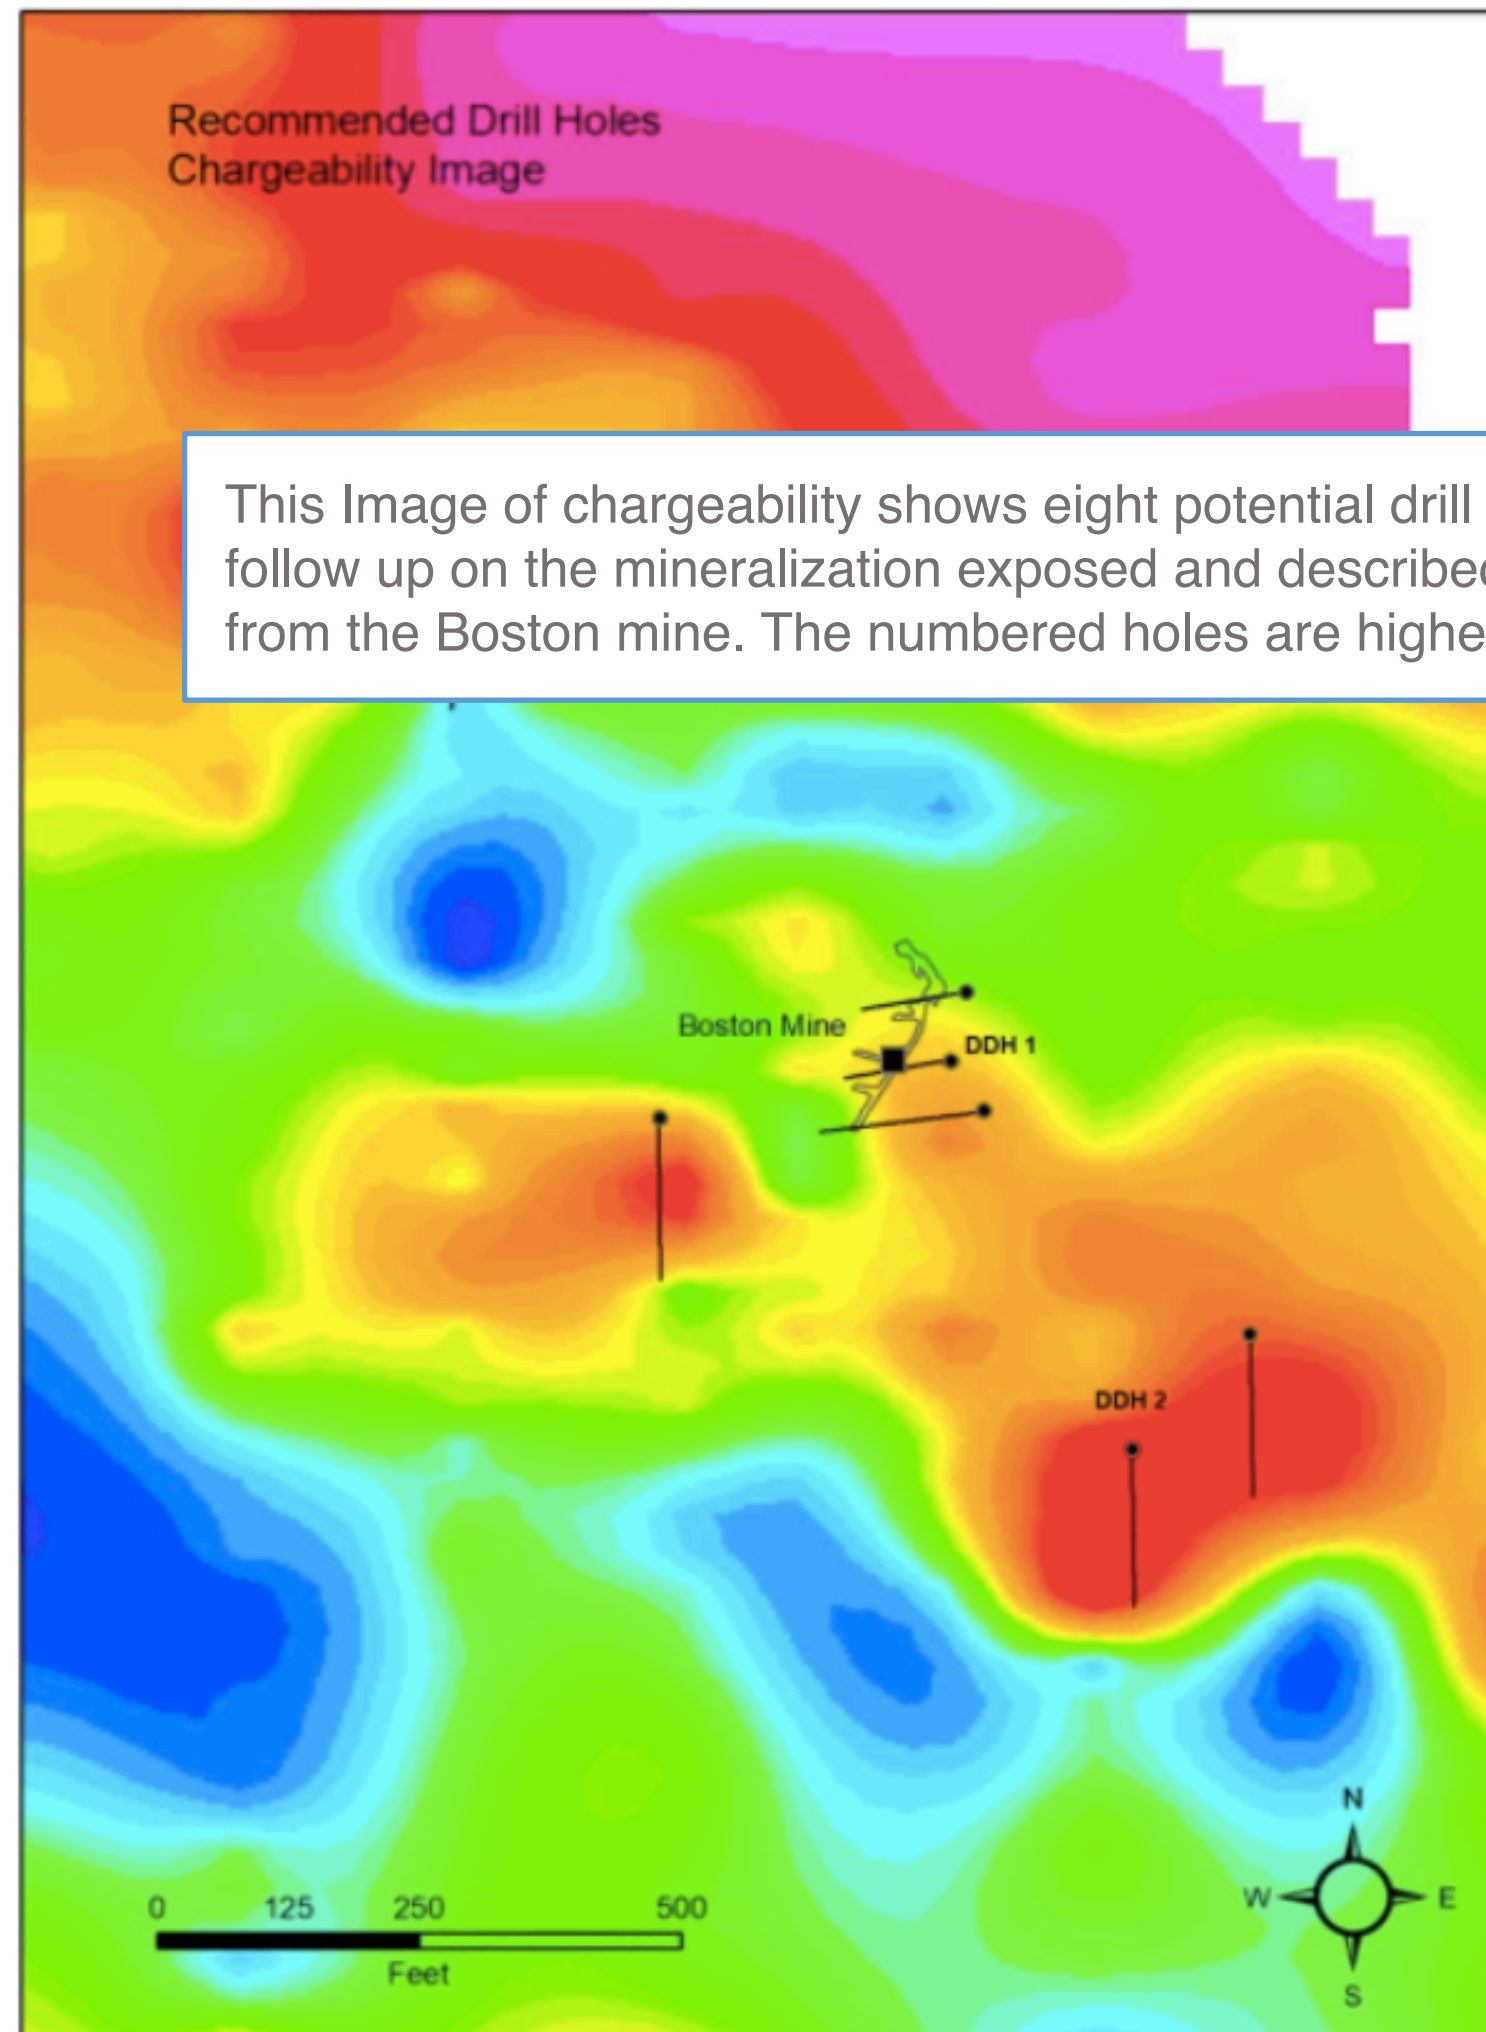 Recommended Drill Holes
Chargeability Image
This Image of chargeability shows eight potential drill
follow up on the mineralization exposed and described
from the Boston mine. The numbered holes are highe
Boston Mine
DDH 1
DDH 2
N
W E
S
0 125 250 500
Feet